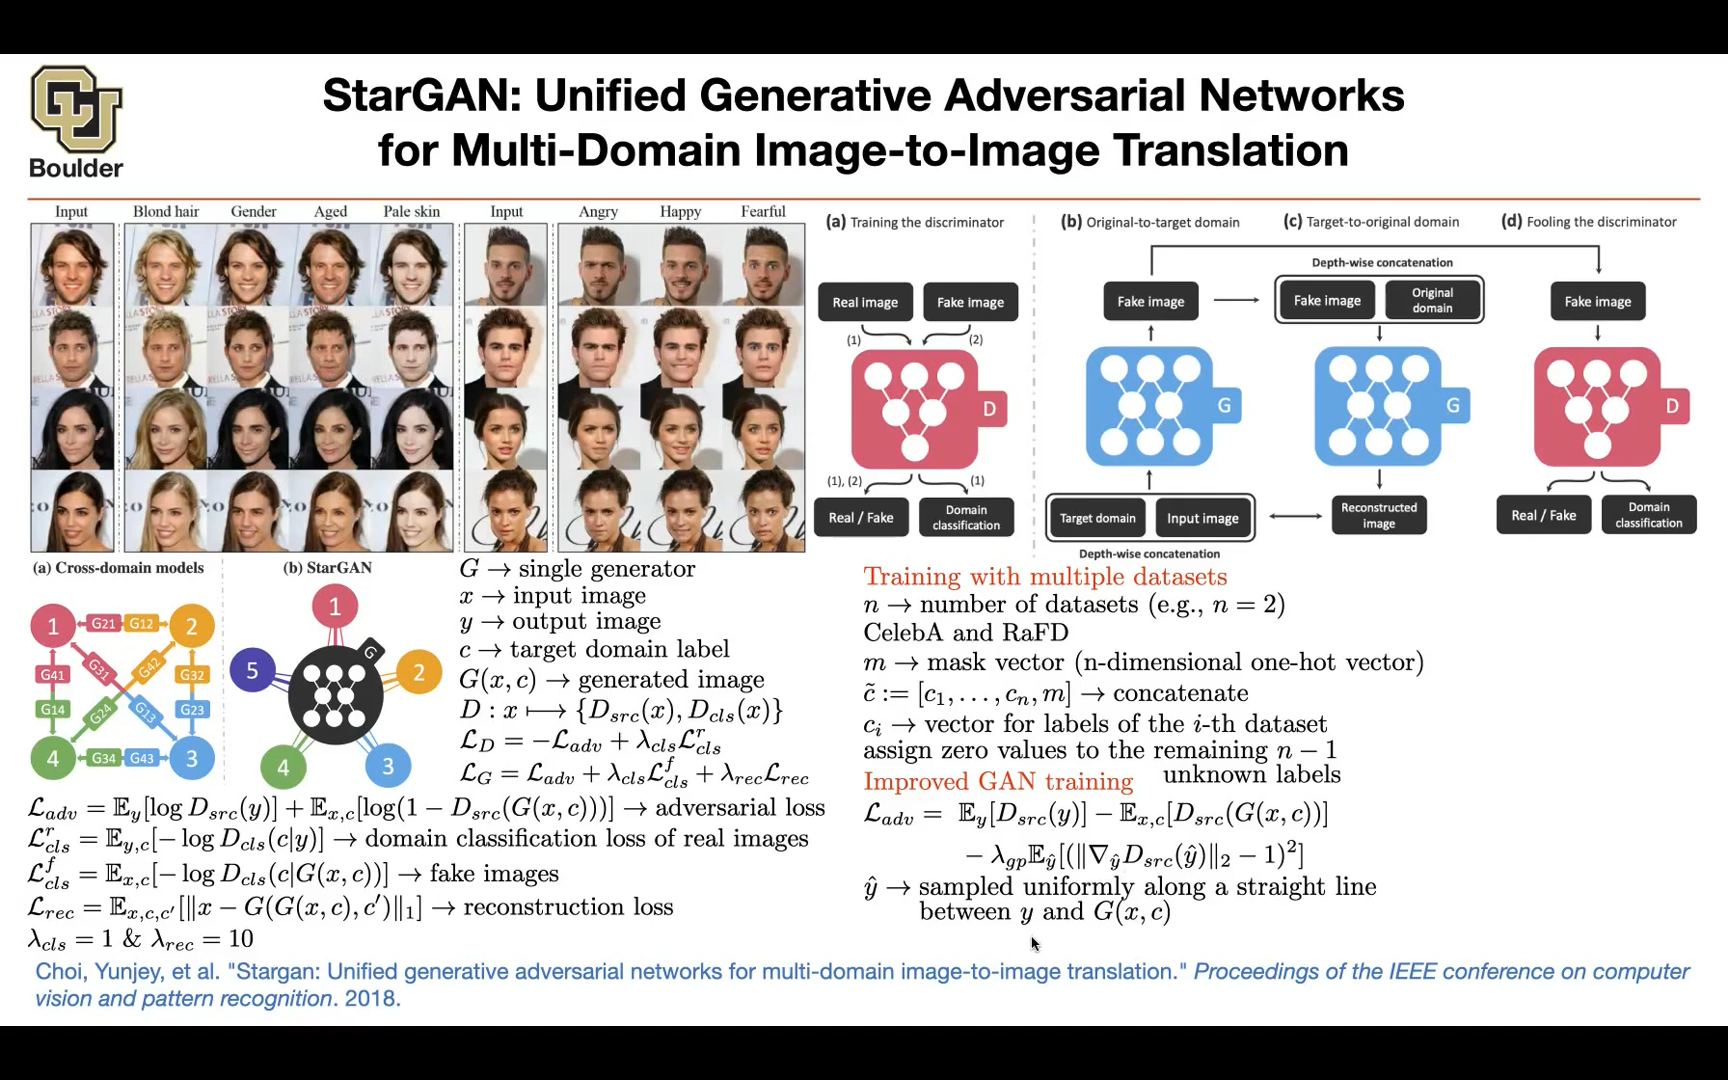 StarGAN: Unified Generative Adversarial Networks
for Multi-Domain Image-to-Image Translation
CU
Boulder
Input Blond hair Gender Aged Pale skin Input Angry Happy Fearful
(a) Training the discriminator
Real image Fake image
(1) (2)
D
(1), (2) (1)
Real / Fake Domain classification
(b) Original-to-target domain
Fake image
G
Target domain Input image
Depth-wise concatenation
(c) Target-to-original domain
Depth-wise concatenation
Fake image Original domain
G
Reconstructed image
(d) Fooling the discriminator
Fake image
D
Real / Fake Domain classification
(a) Cross-domain models
1 G21 G12 2
G41 G31 G42 G32
G14 G24 G13 G23
4 G34 G43 3
(b) StarGAN
1
G
5 2
4 3
G → single generator
x → input image
y → output image
c → target domain label
G(x, c) → generated image
D : x ⟼ {D_src(x), D_cls(x)}
ℒ_D = −ℒ_adv + λ_cls ℒ^r_cls
ℒ_G = ℒ_adv + λ_cls ℒ^f_cls + λ_rec ℒ_rec
ℒ_adv = 𝔼_y[log D_src(y)] + 𝔼_{x,c}[log(1 − D_src(G(x, c)))] → adversarial loss
ℒ^r_cls = 𝔼_{y,c}[− log D_cls(c|y)] → domain classification loss of real images
ℒ^f_cls = 𝔼_{x,c}[− log D_cls(c|G(x, c))] → fake images
ℒ_rec = 𝔼_{x,c,c′}[‖x − G(G(x, c), c′)‖₁] → reconstruction loss
λ_cls = 1 & λ_rec = 10
Training with multiple datasets
n → number of datasets (e.g., n = 2)
CelebA and RaFD
m → mask vector (n-dimensional one-hot vector)
c̃ := [c₁, . . . , c_n, m] → concatenate
c_i → vector for labels of the i-th dataset
assign zero values to the remaining n − 1
unknown labels
Improved GAN training
ℒ_adv = 𝔼_y[D_src(y)] − 𝔼_{x,c}[D_src(G(x, c))]
− λ_gp 𝔼_ŷ[(‖∇_ŷ D_src(ŷ)‖₂ − 1)²]
ŷ → sampled uniformly along a straight line
between y and G(x, c)
Choi, Yunjey, et al. "Stargan: Unified generative adversarial networks for multi-domain image-to-image translation." Proceedings of the IEEE conference on computer
vision and pattern recognition. 2018.